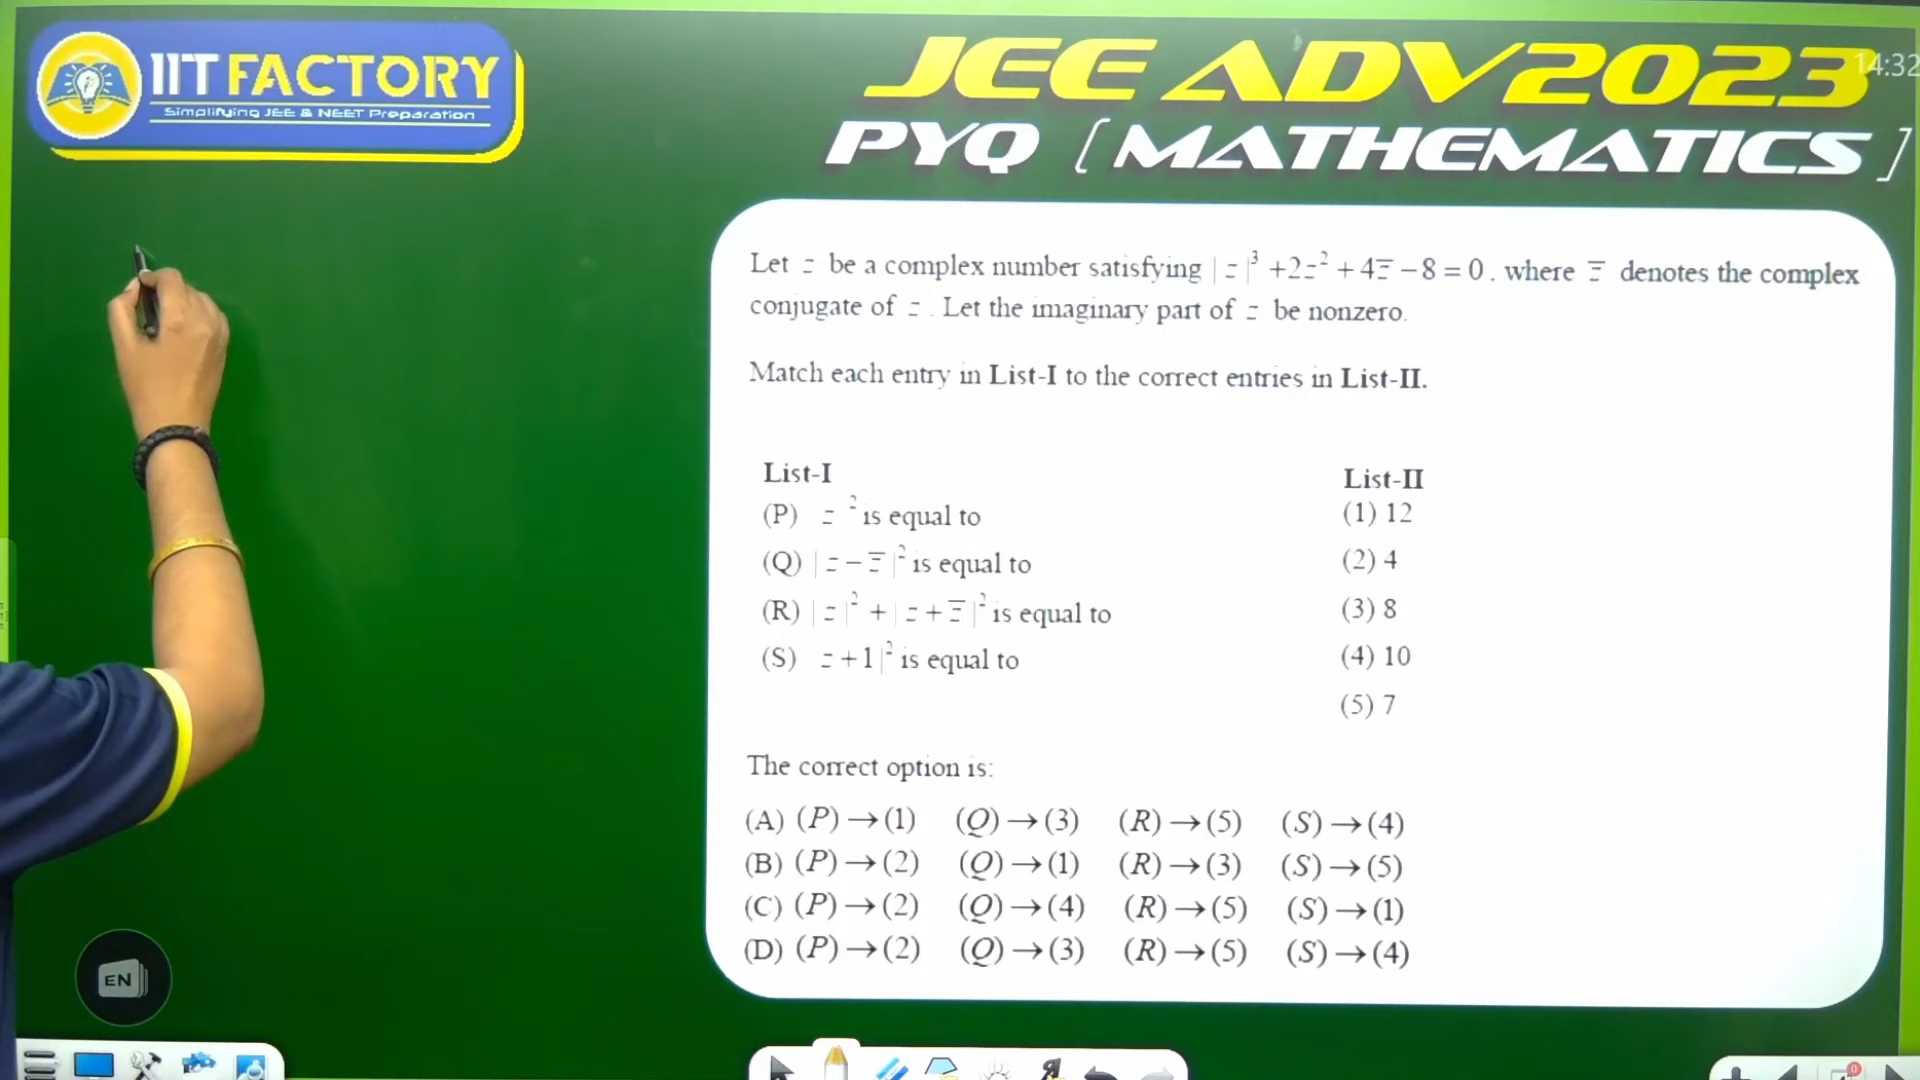 IIT FACTORY
Simplifying JEE & NEET Preparation
JEE ADV 2023
14:32
PYQ [MATHEMATICS]
Let z be a complex number satisfying |z|³ +2z² + 4z̅ − 8 = 0 . where z̅ denotes the complex
conjugate of z . Let the imaginary part of z be nonzero.
Match each entry in List-I to the correct entries in List-II.
List-I
List-II
(P) z ² is equal to
(1) 12
(Q) |z − z̅|² is equal to
(2) 4
(R) |z|² + |z + z̅|² is equal to
(3) 8
(S) z +1|² is equal to
(4) 10
(5) 7
The correct option is:
(A) (P) → (1) (Q) → (3) (R) → (5) (S) → (4)
(B) (P) → (2) (Q) → (1) (R) → (3) (S) → (5)
(C) (P) → (2) (Q) → (4) (R) → (5) (S) → (1)
(D) (P) → (2) (Q) → (3) (R) → (5) (S) → (4)
EN
0